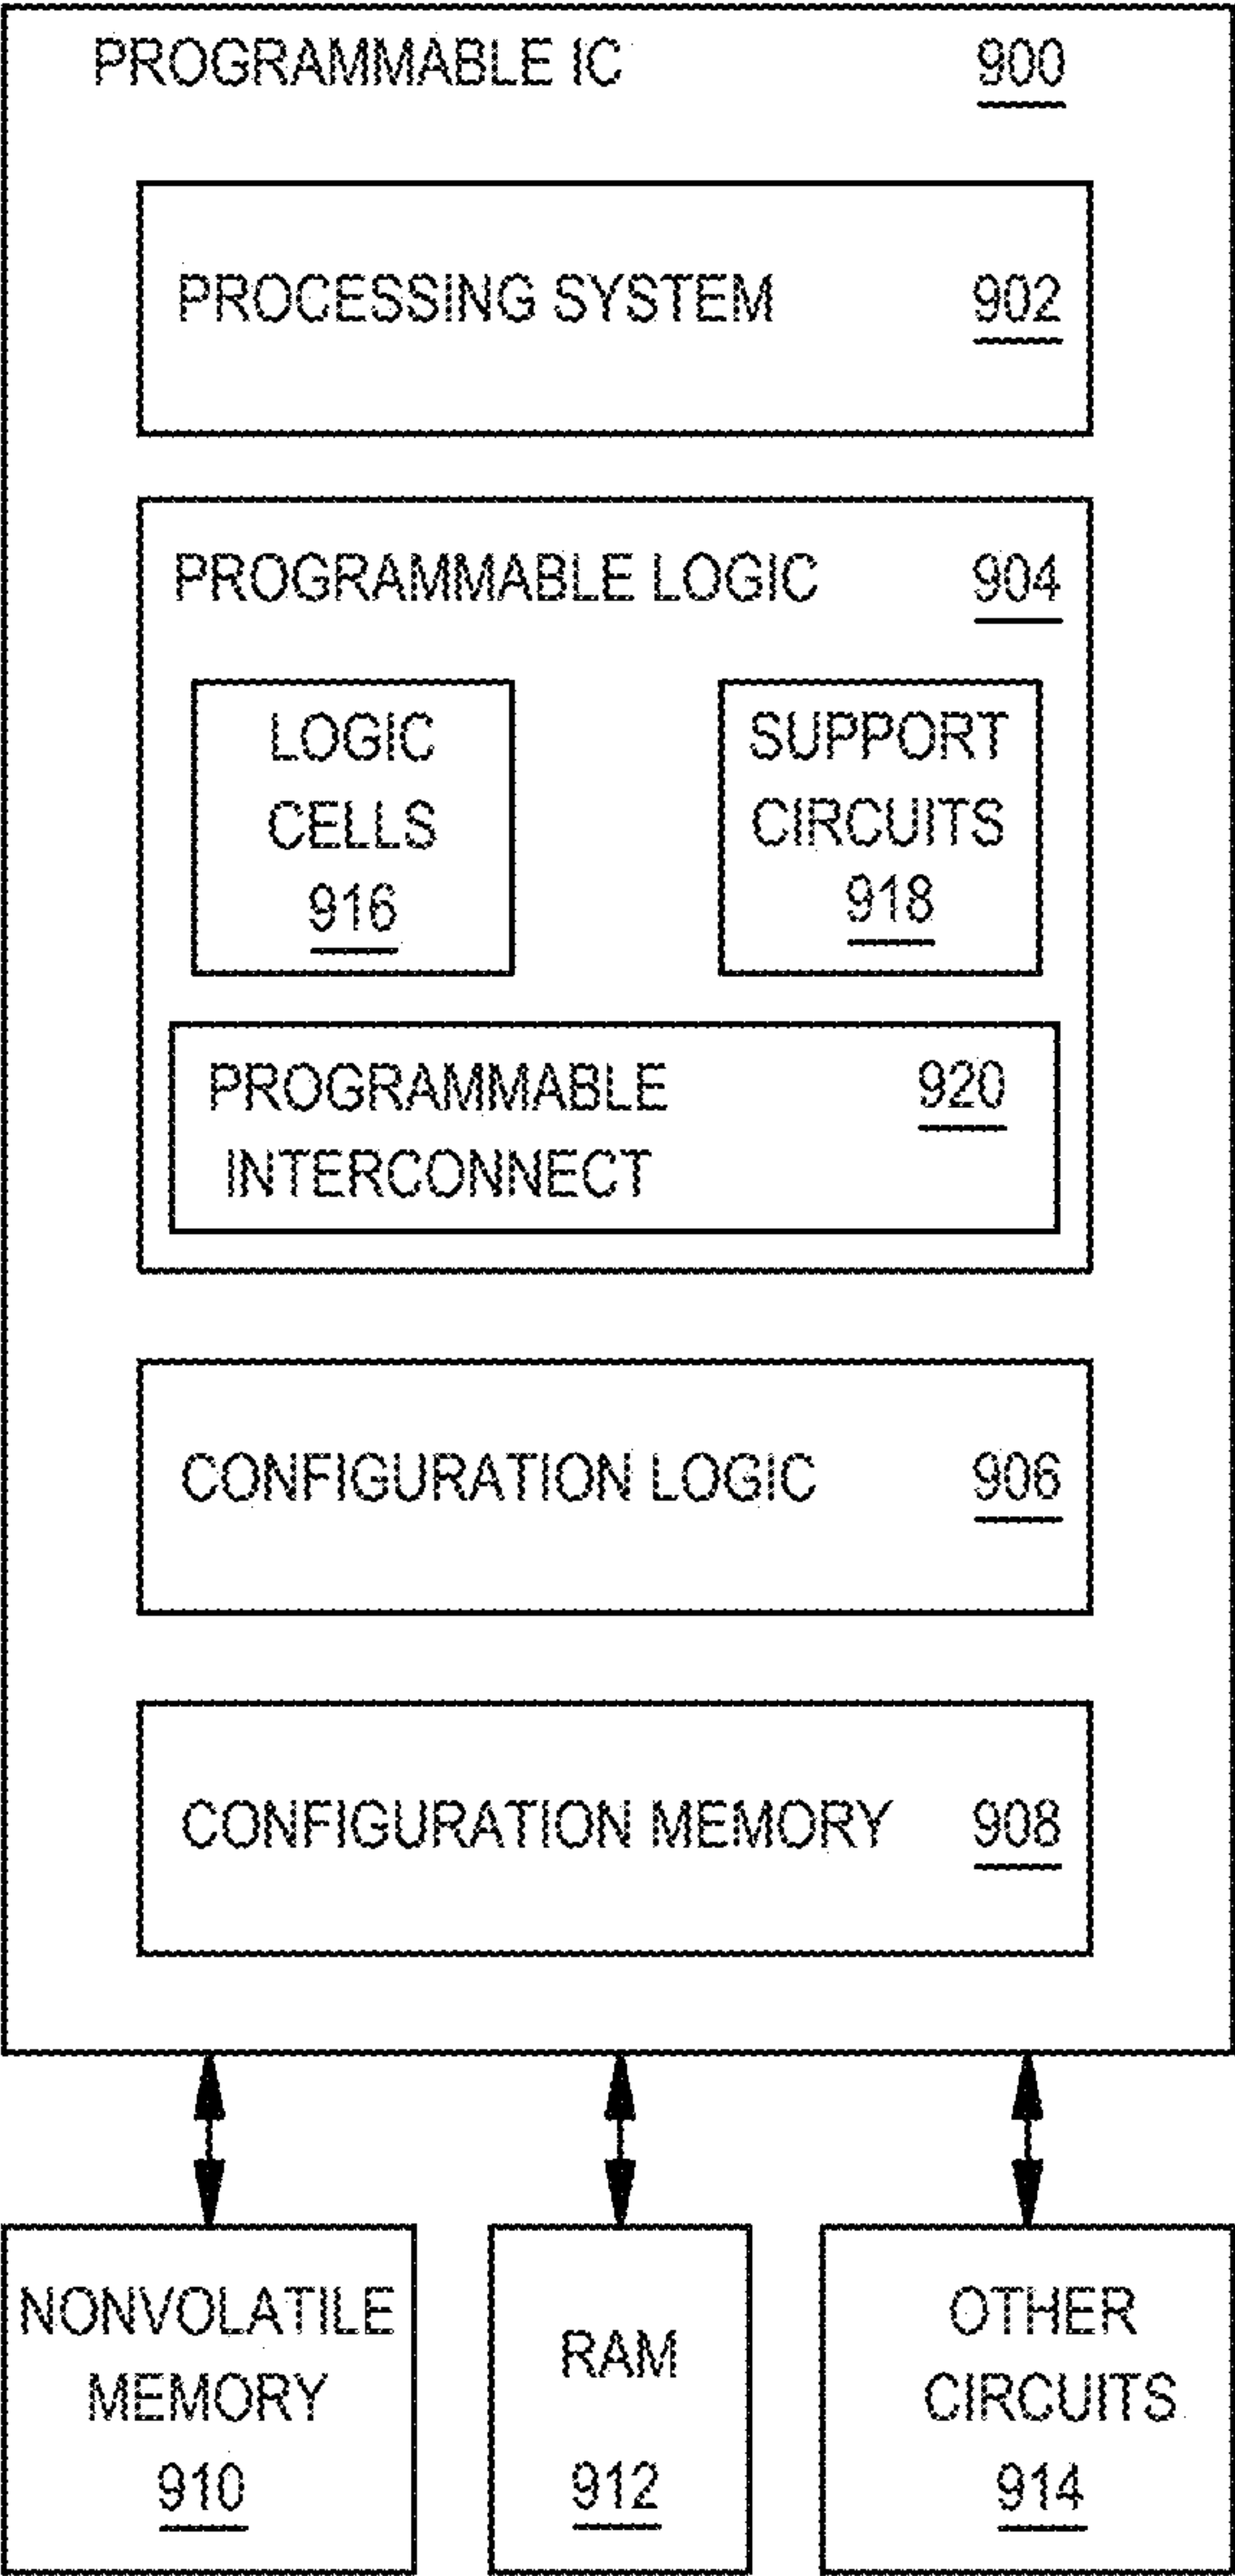 PROGRAMMABLE IC 900
PROCESSING SYSTEM 902
PROGRAMMABLE LOGIC 904
LOGIC
CELLS
916
SUPPORT
CIRCUITS
918
PROGRAMMABLE 920
INTERCONNECT
CONFIGURATION LOGIC 906
CONFIGURATION MEMORY 908
NONVOLATILE
MEMORY
910
RAM
912
OTHER
CIRCUITS
914